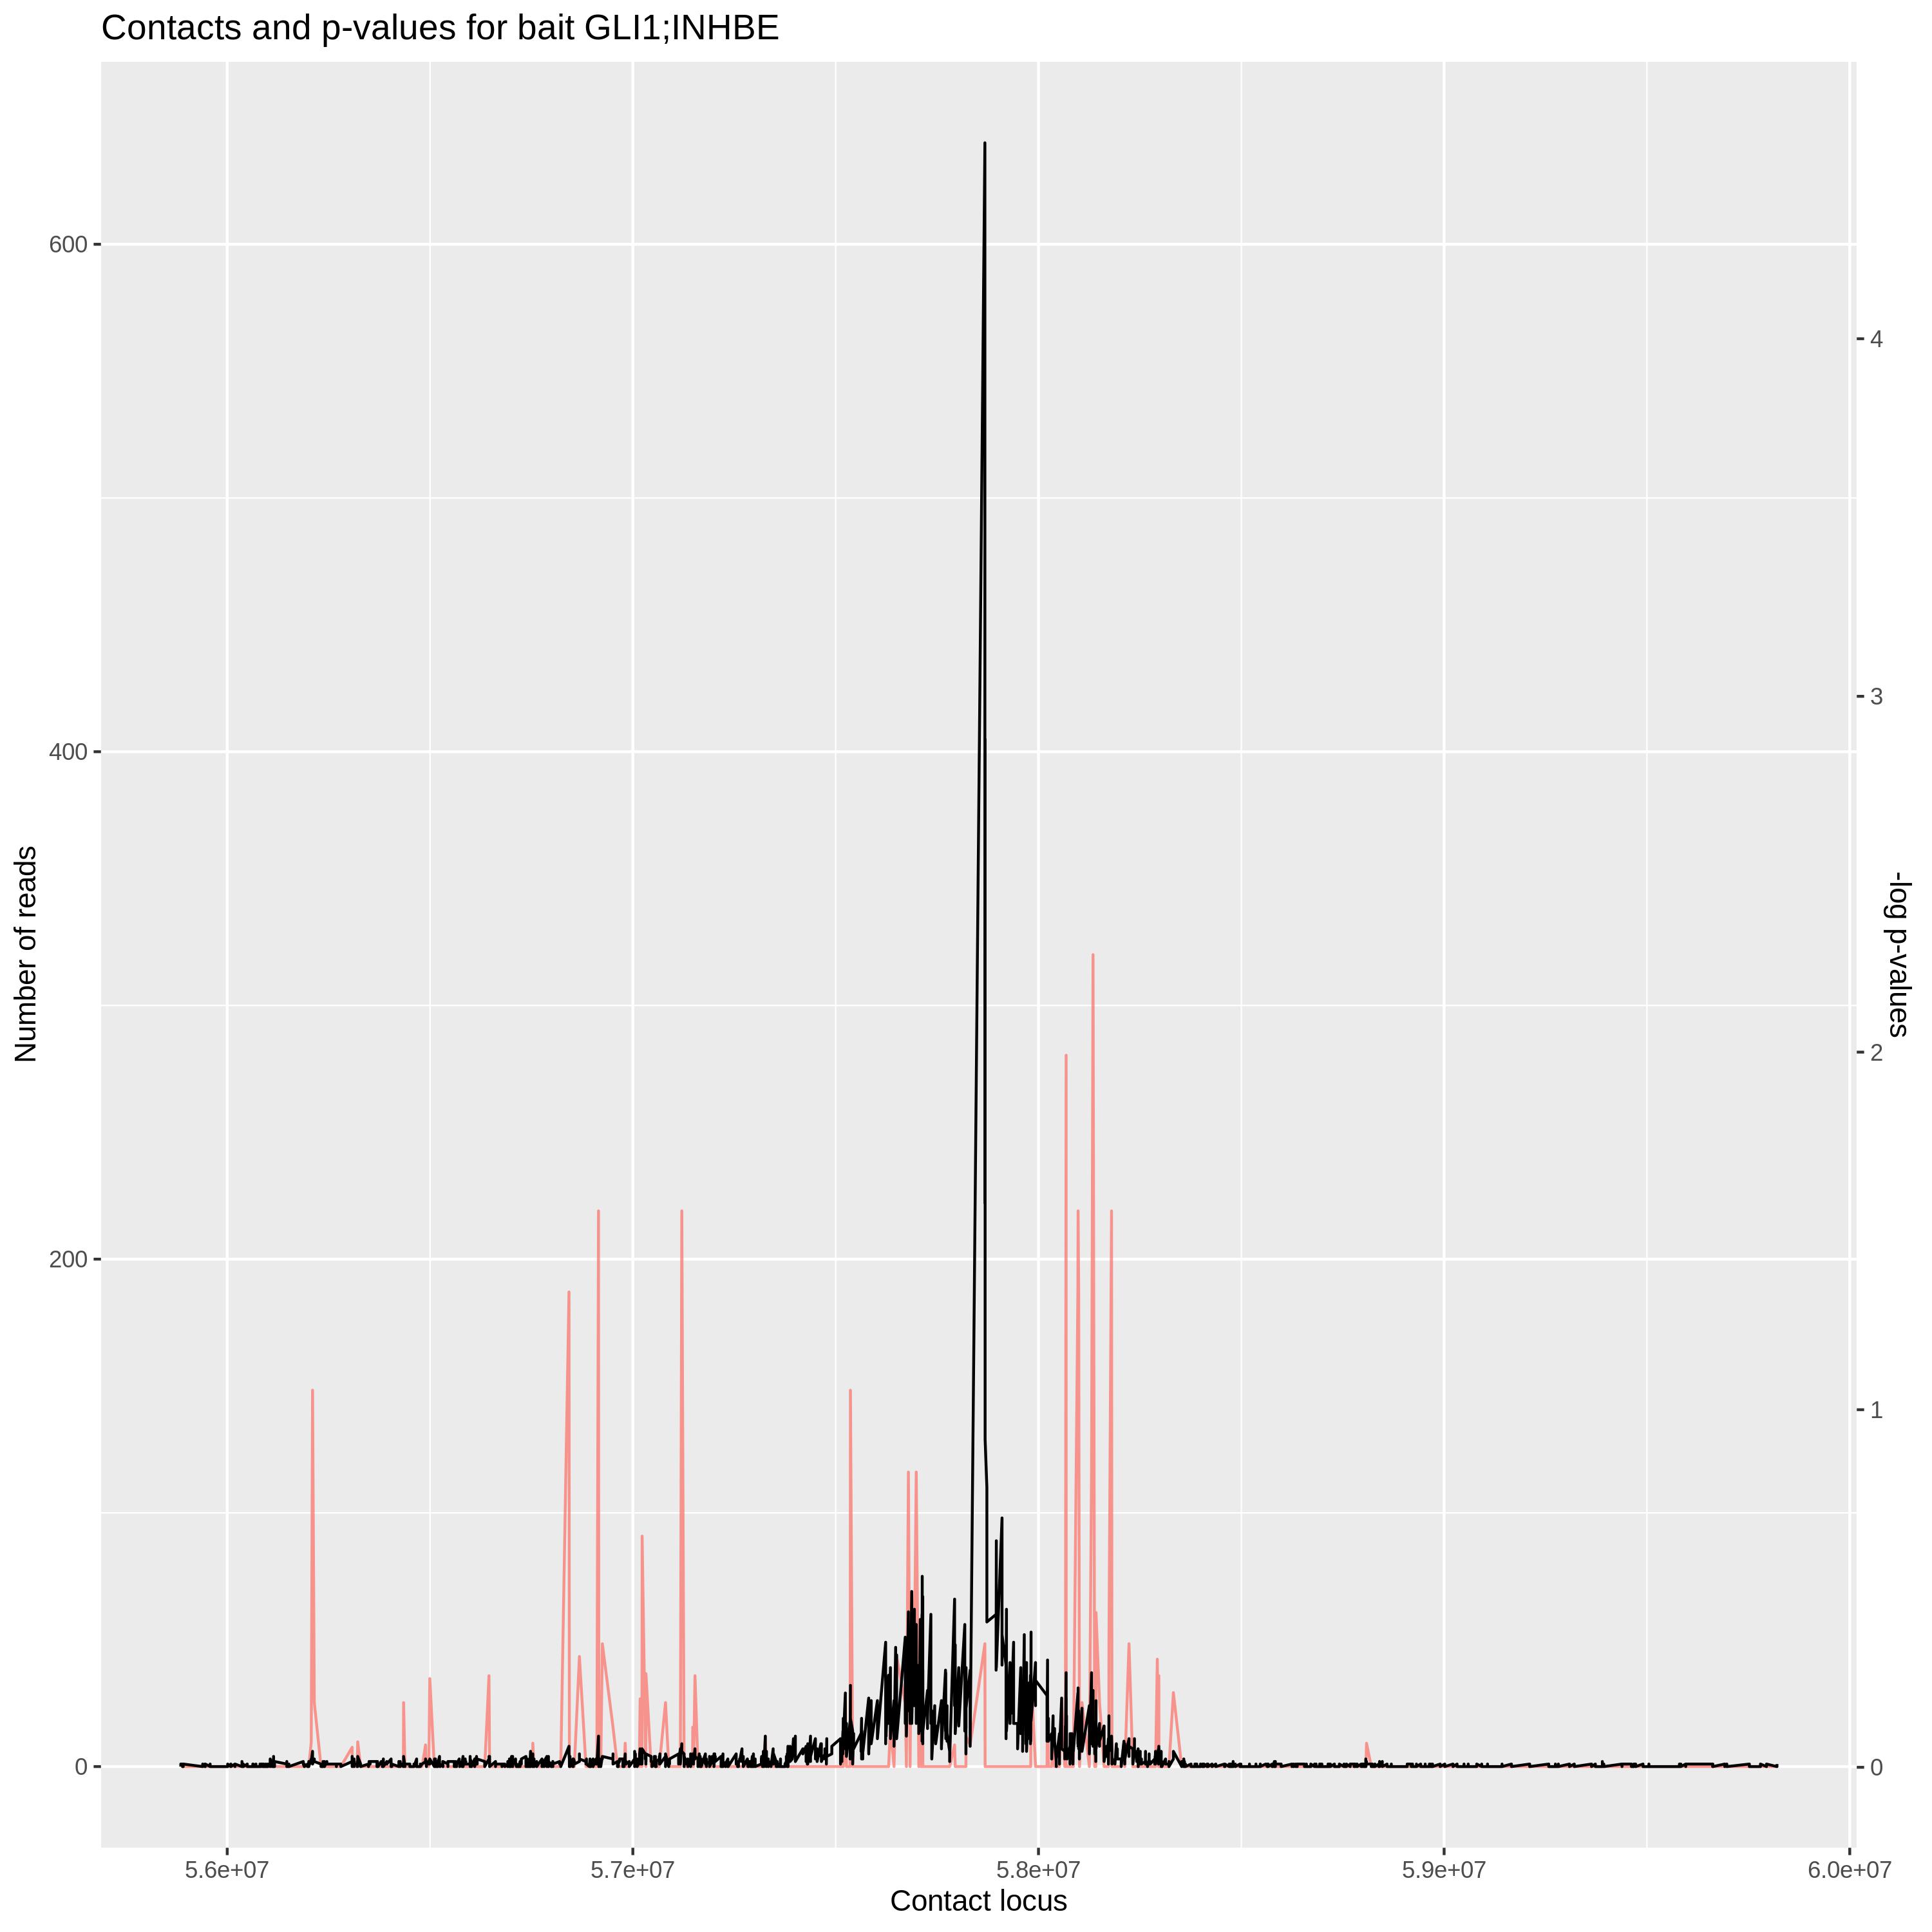 Contacts and p-values for bait GLI1;INHBE
600
400
200
0
Number of reads
4
3
2
1
0
-log p-values
5.6e+07
5.7e+07
5.8e+07
5.9e+07
6.0e+07
Contact locus